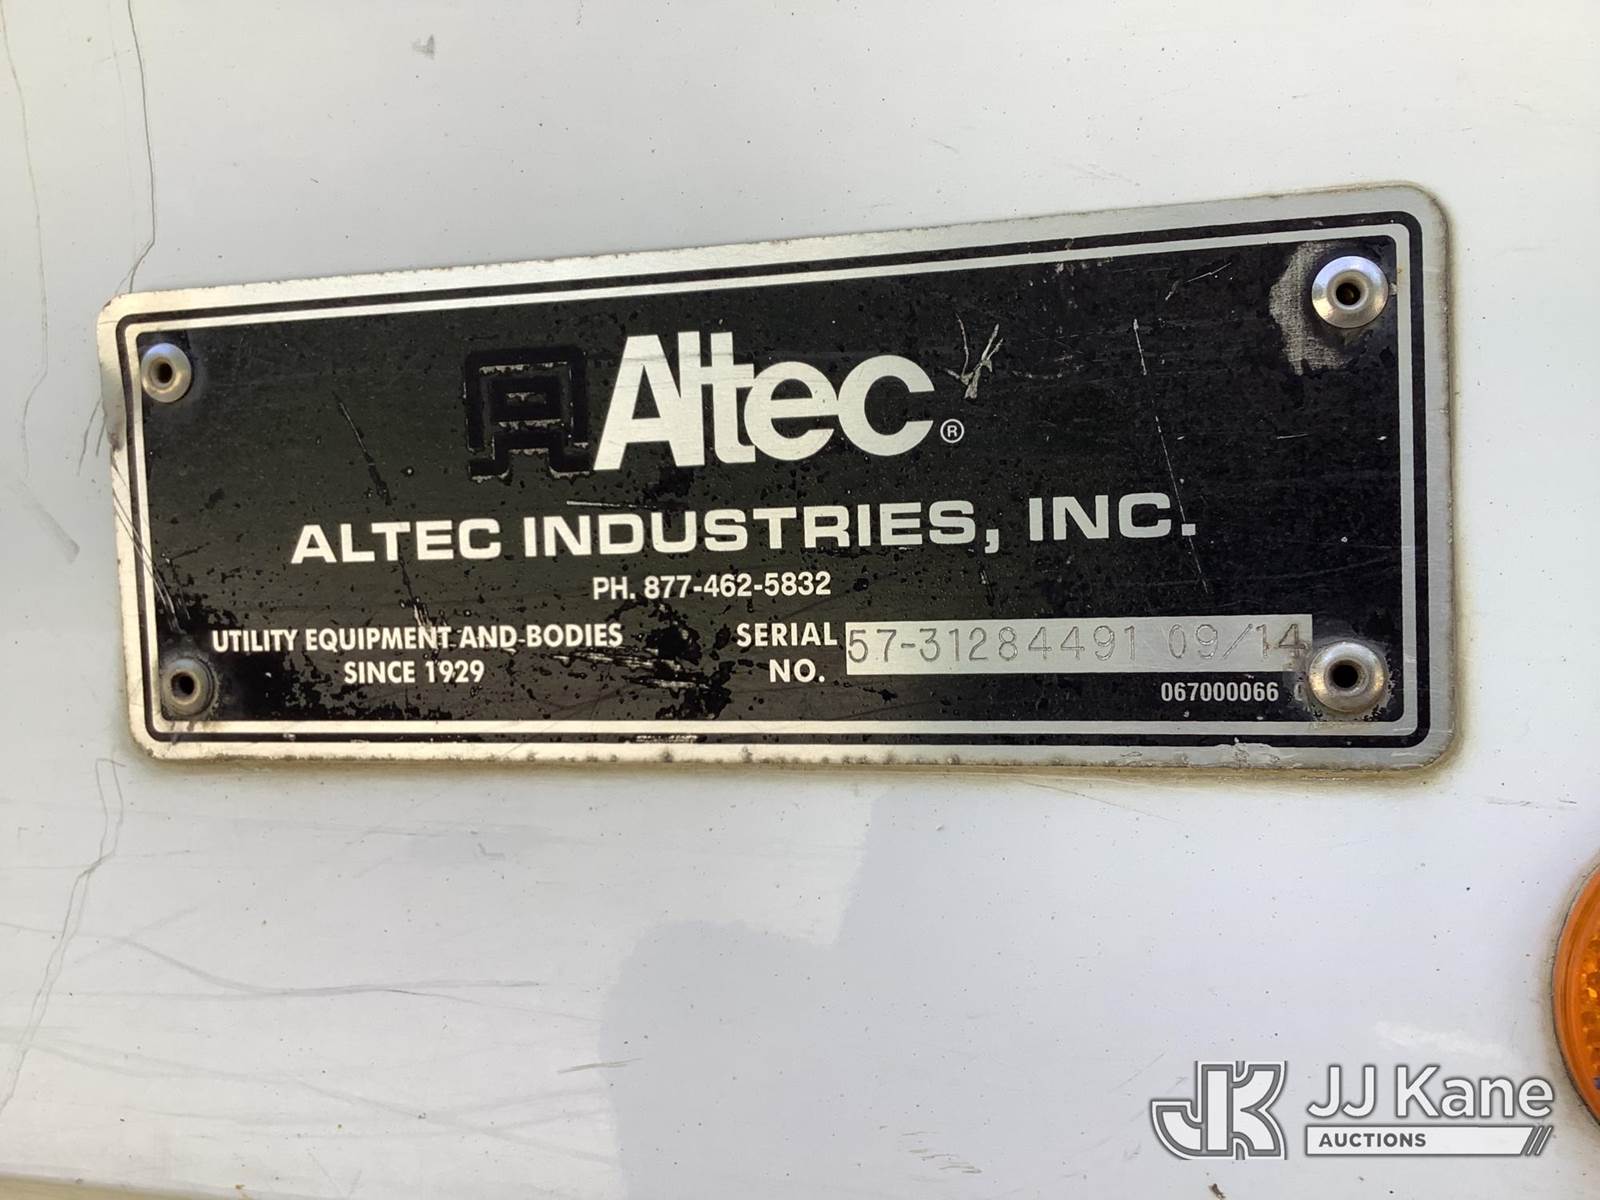 Altec®
ALTEC INDUSTRIES, INC.
PH. 877-462-5832
UTILITY EQUIPMENT AND BODIES
SINCE 1929
SERIAL
NO.
57-31284491 09/14
067000066
JJ Kane
AUCTIONS